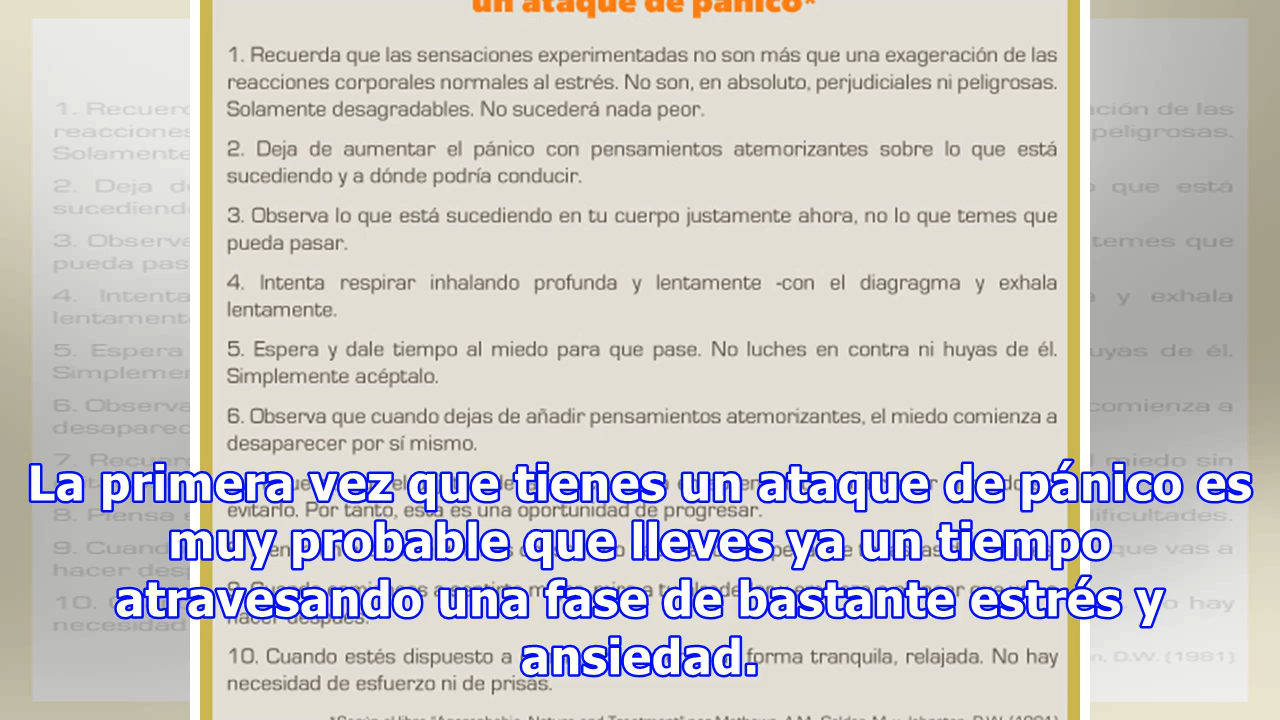 un ataque de pánico*
1. Recuerda que las sensaciones experimentadas no son más que una exageración de las
reacciones corporales normales al estrés. No son, en absoluto, perjudiciales ni peligrosas.
Solamente desagradables. No sucederá nada peor.
2. Deja de aumentar el pánico con pensamientos atemorizantes sobre lo que está
sucediendo y a dónde podría conducir.
3. Observa lo que está sucediendo en tu cuerpo justamente ahora, no lo que temes que
pueda pasar.
4. Intenta respirar inhalando profunda y lentamente -con el diagragma y exhala
lentamente.
5. Espera y dale tiempo al miedo para que pase. No luches en contra ni huyas de él.
Simplemente acéptalo.
6. Observa que cuando dejas de añadir pensamientos atemorizantes, el miedo comienza a
desaparecer por sí mismo.
La primera vez que tienes un ataque de pánico es
evitarlo. Por tanto, esta es una oportunidad de progresar.
muy probable que lleves ya un tiempo
atravesando una fase de bastante estrés y
hacer después.
ansiedad.
10. Cuando estés dispuesto a forma tranquila, relajada. No hay
necesidad de esfuerzo ni de prisas.